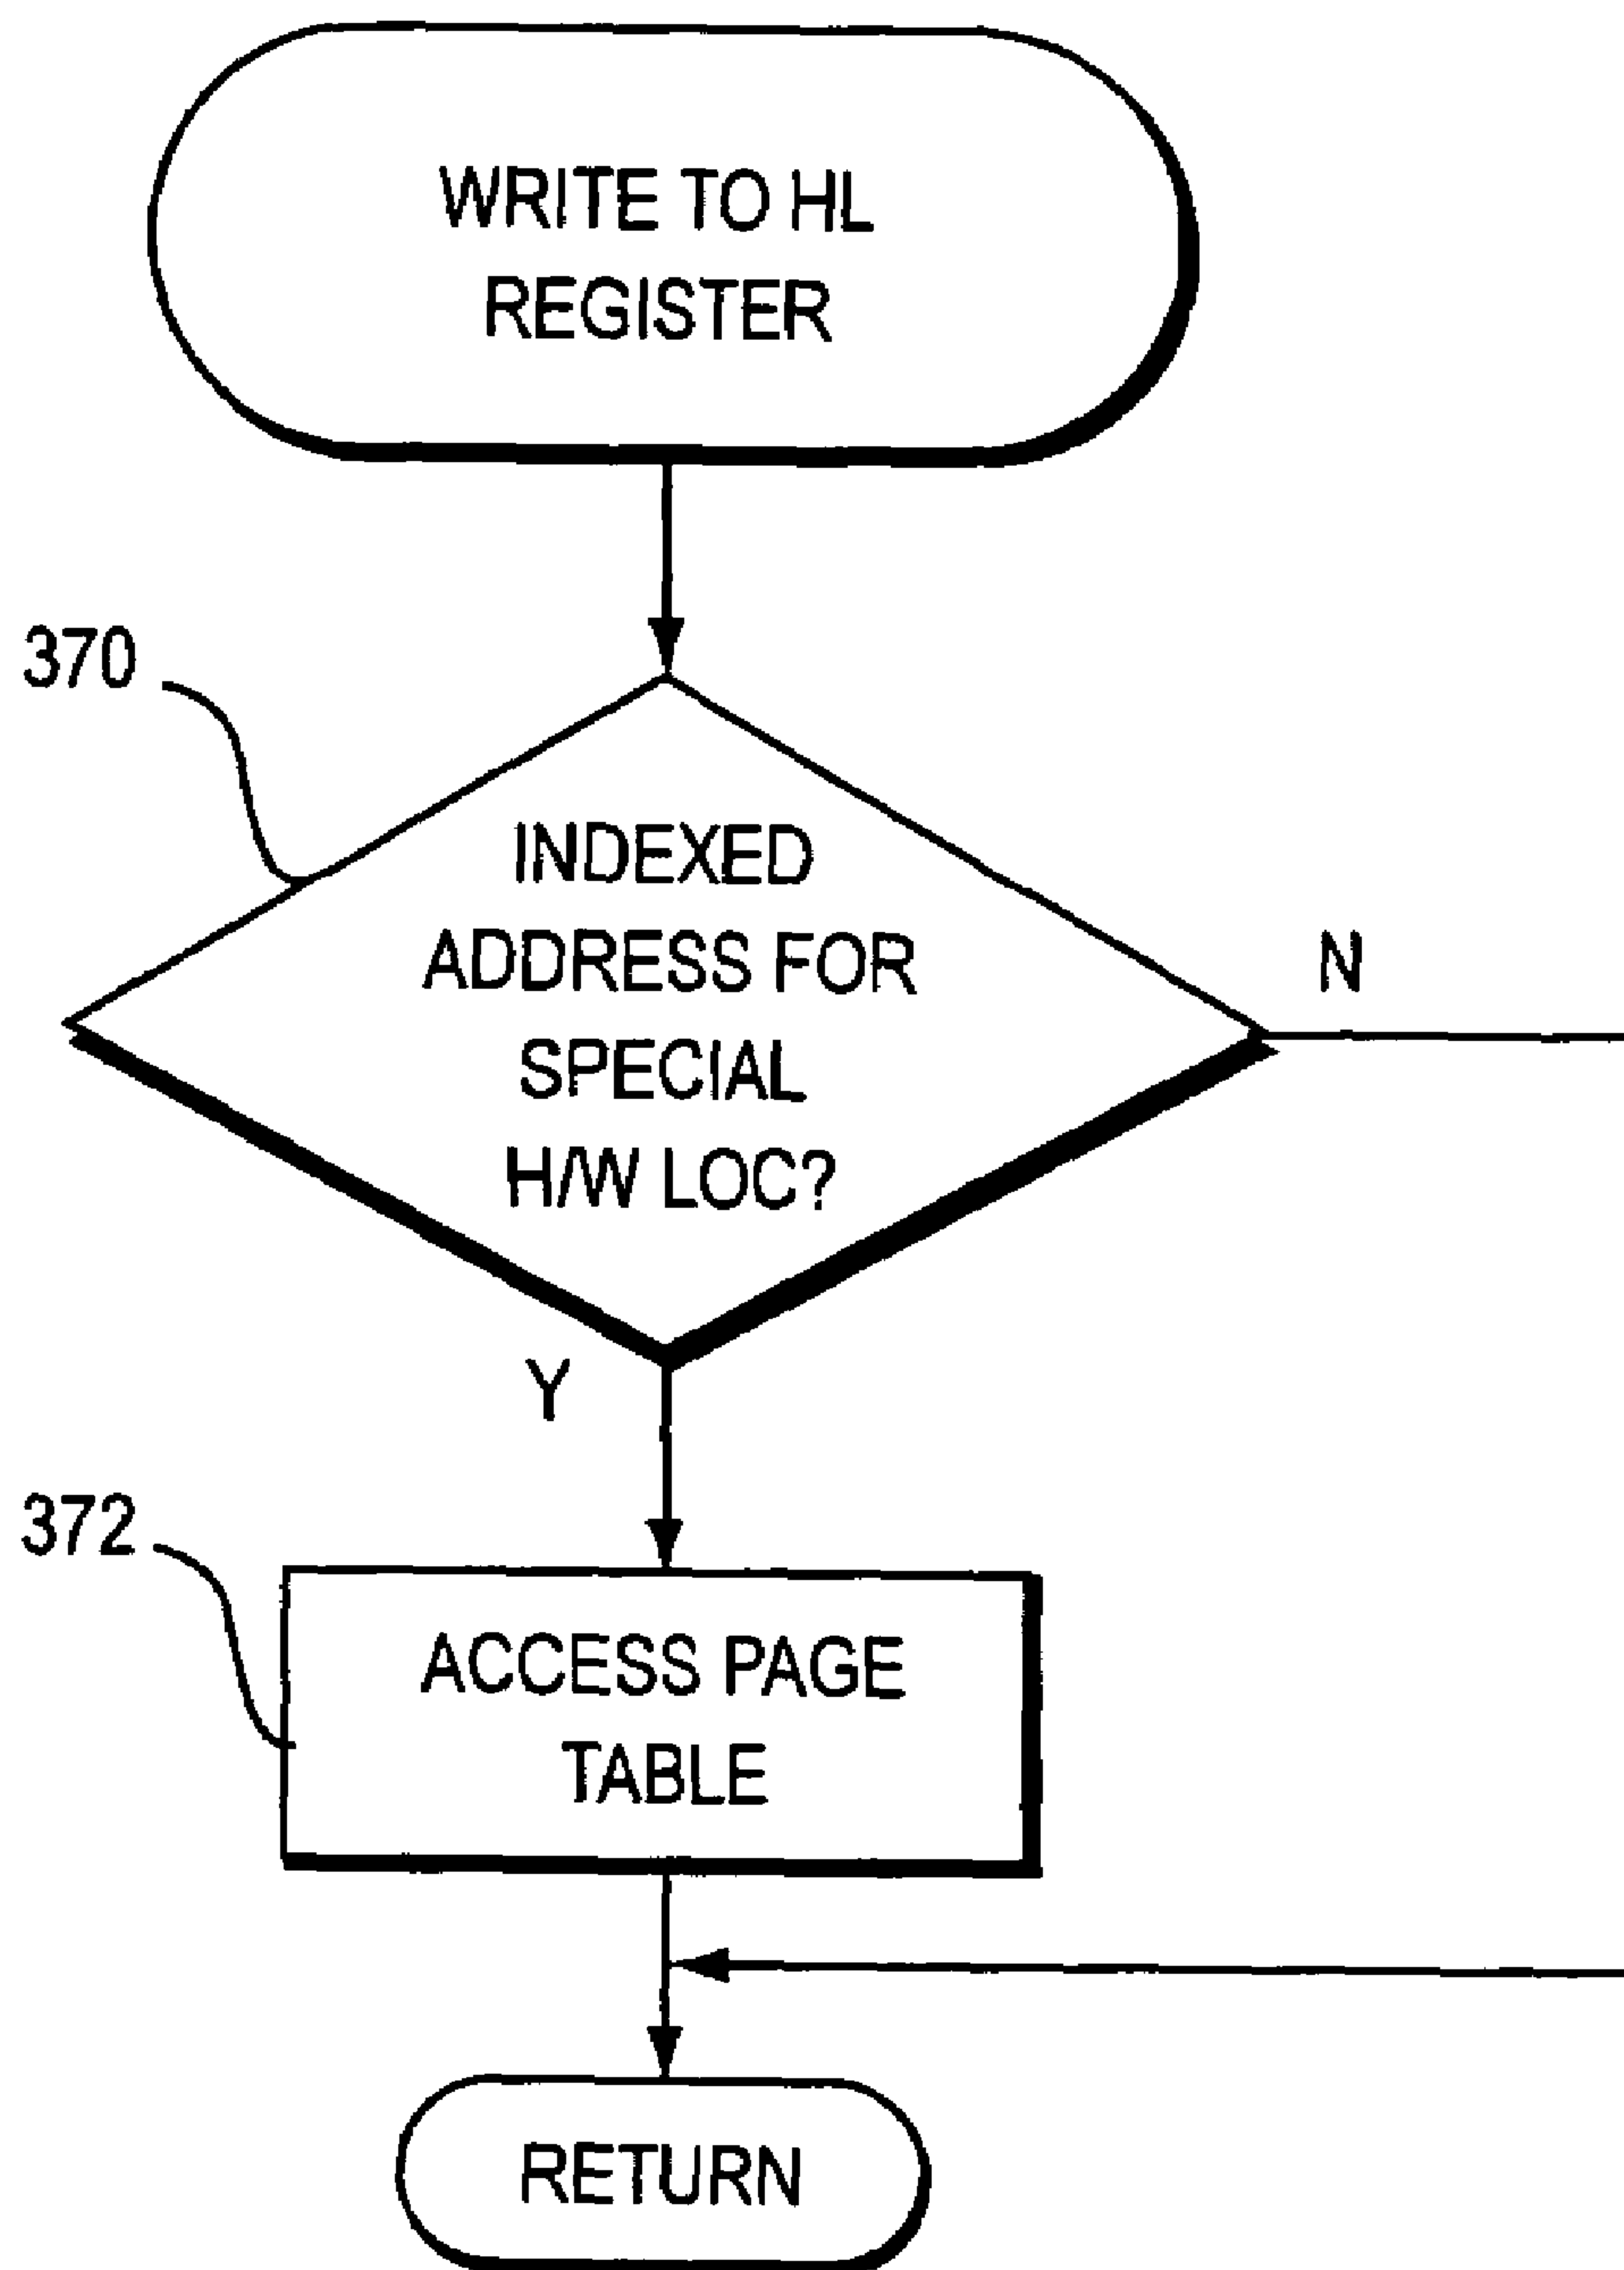 WRITE TO HL
REGISTER
370
INDEXED
ADDRESS FOR
SPECIAL
H/W LOC?
N
Y
372
ACCESS PAGE
TABLE
RETURN